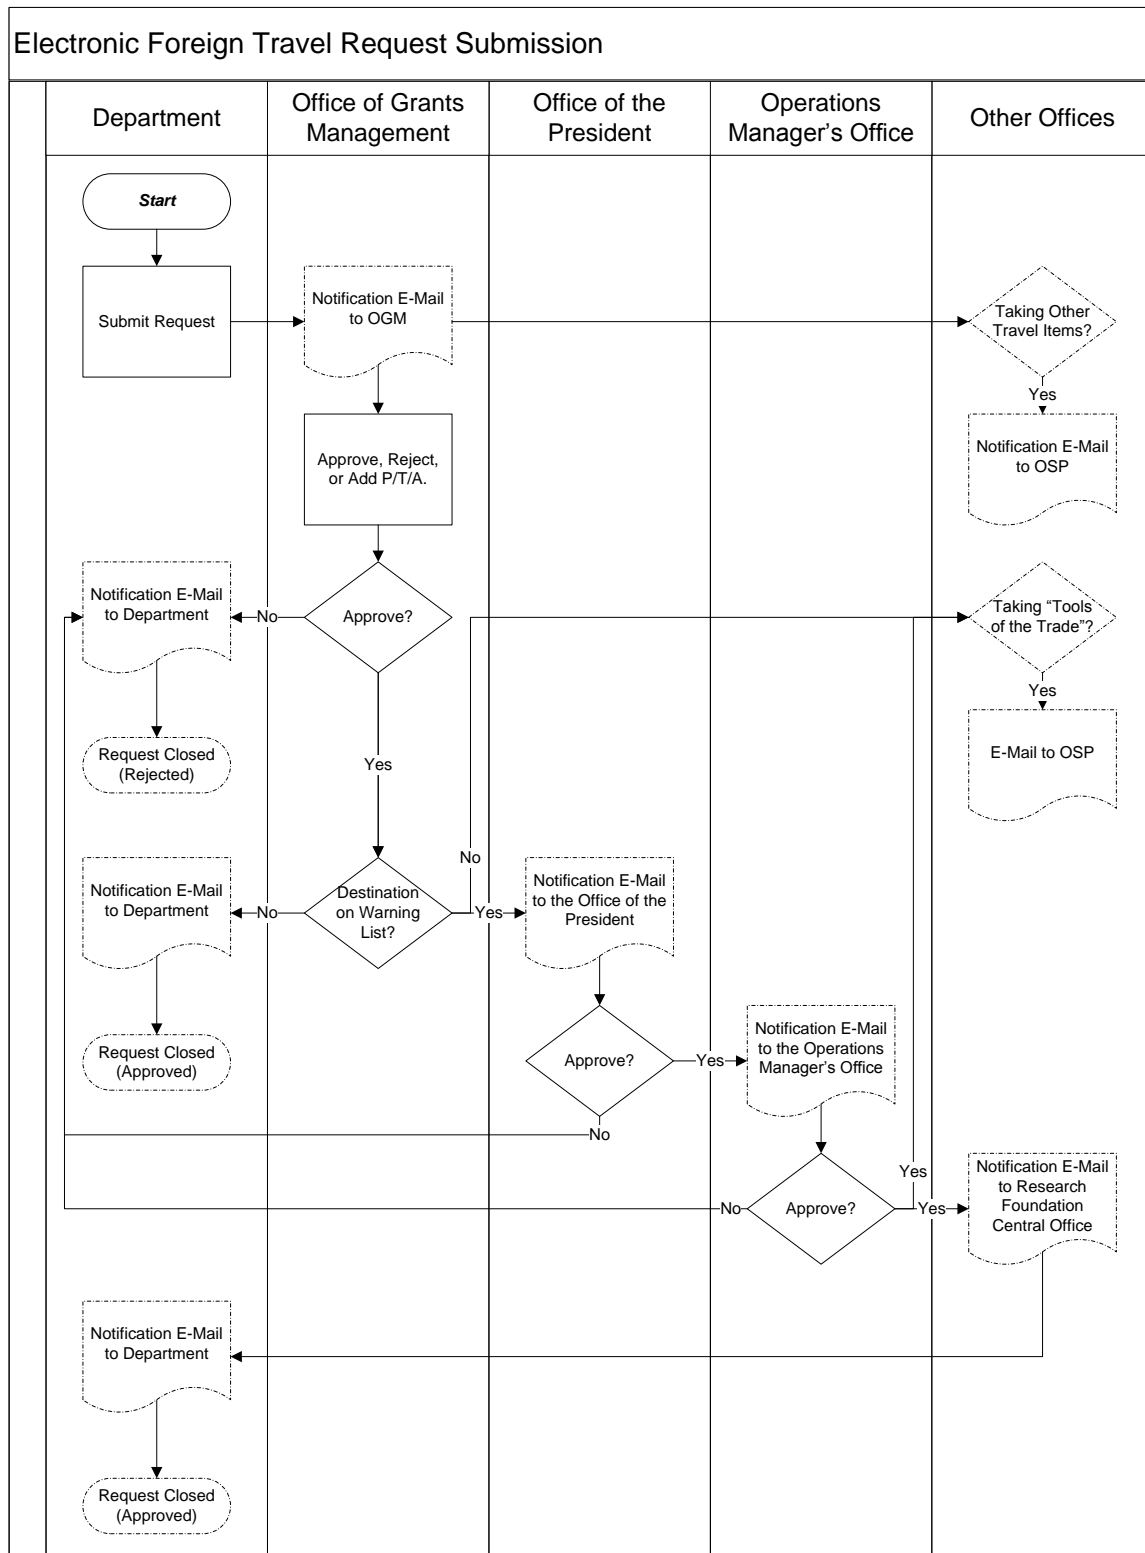 Electronic Foreign Travel Request Submission
Department
Office of Grants
Management
Office of the
President
Operations
Manager's Office
Other Offices
Start
Submit Request
Notification E-Mail
to OGM
Taking Other
Travel Items?
Yes
Approve, Reject,
or Add P/T/A.
Notification E-Mail
to OSP
Notification E-Mail
to Department
No
Approve?
Taking “Tools
of the Trade”?
Yes
Request Closed
(Rejected)
Yes
E-Mail to OSP
No
Notification E-Mail
to Department
No
Destination
on Warning
List?
Yes
Notification E-Mail
to the Office of the
President
Request Closed
(Approved)
Approve?
Yes
Notification E-Mail
to the Operations
Manager's Office
No
Yes
No
Approve?
Yes
Notification E-Mail
to Research
Foundation
Central Office
Notification E-Mail
to Department
Request Closed
(Approved)